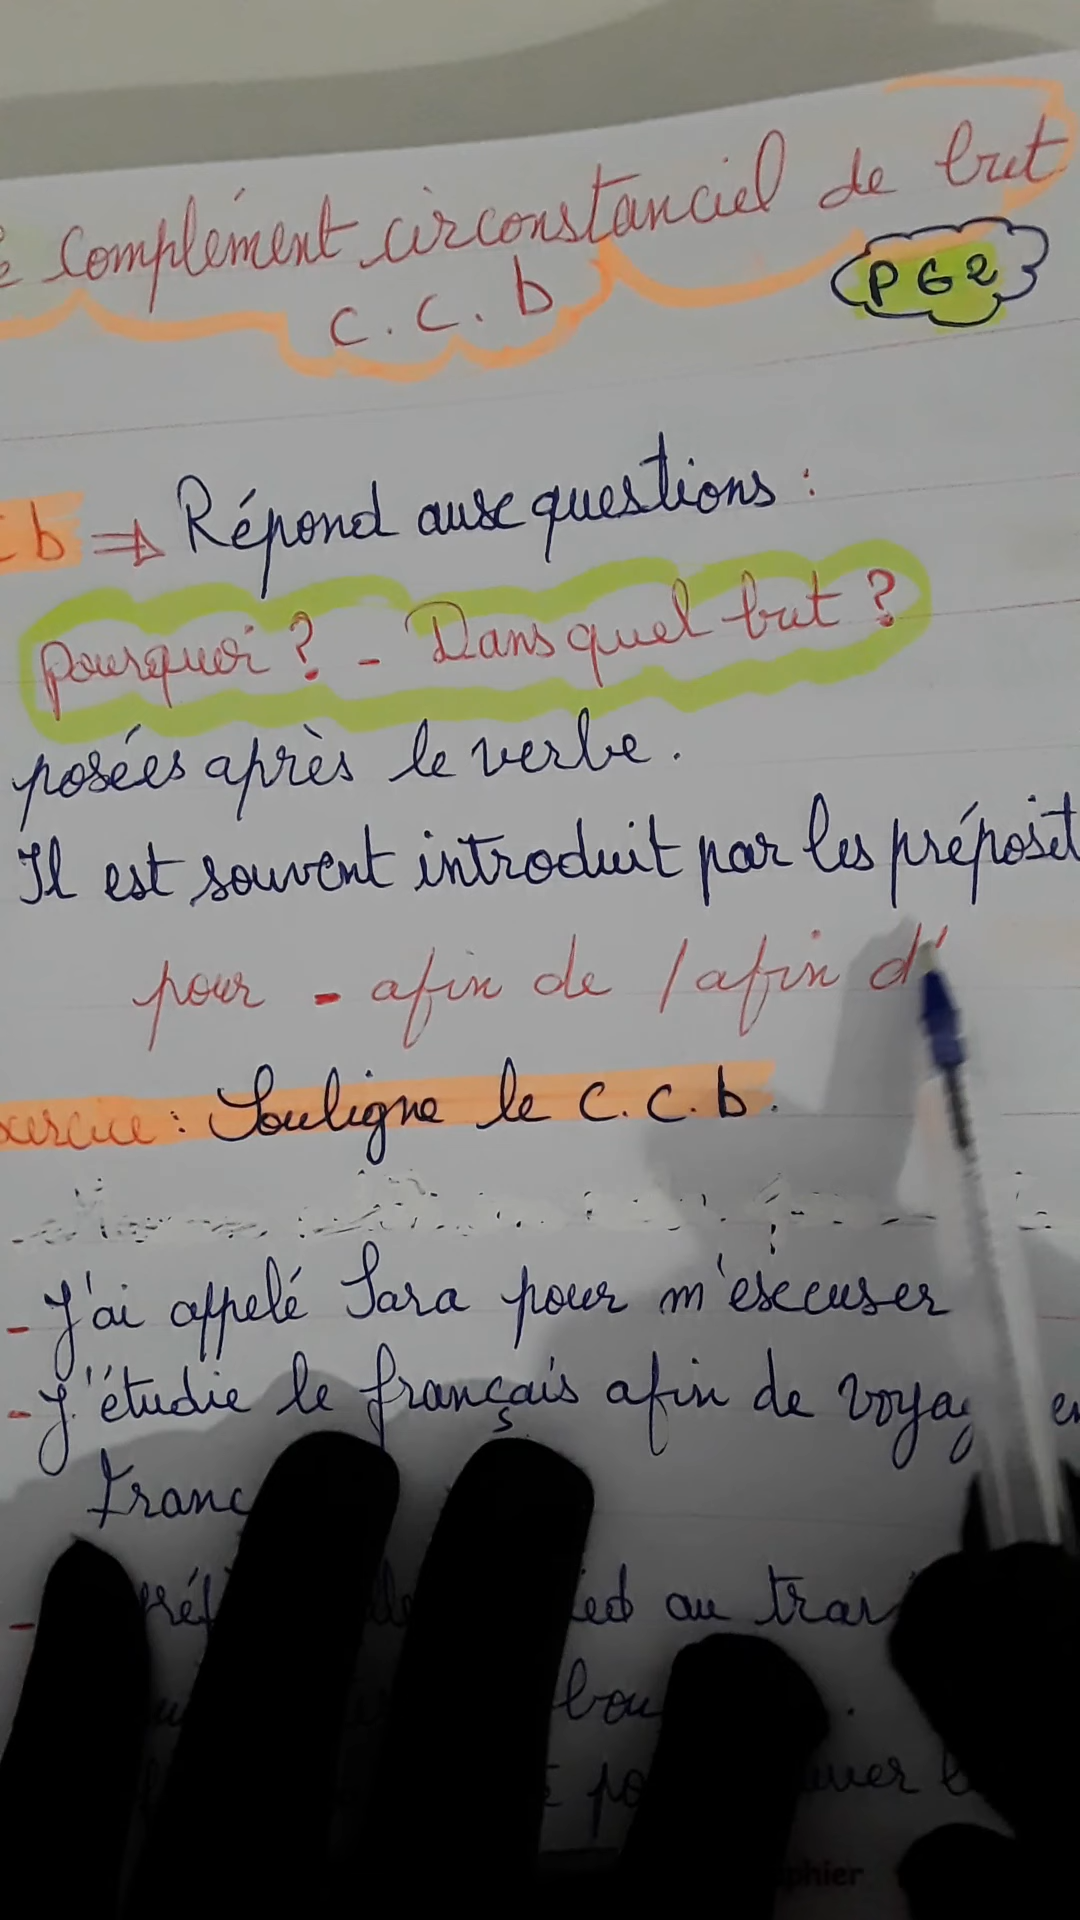 complément circonstanciel de but
c.c.b
PG2
b ⇒ Répond aux questions :
pourquoi ? - Dans quel but ?
posées après le verbe.
Il est souvent introduit par les préposit
pour - afin de / afin d'
: Souligne le c.c.b.
- J'ai appelé Sara pour m'excuser
- J'étudie le français afin de voya en
Franc
- au trav
bou .